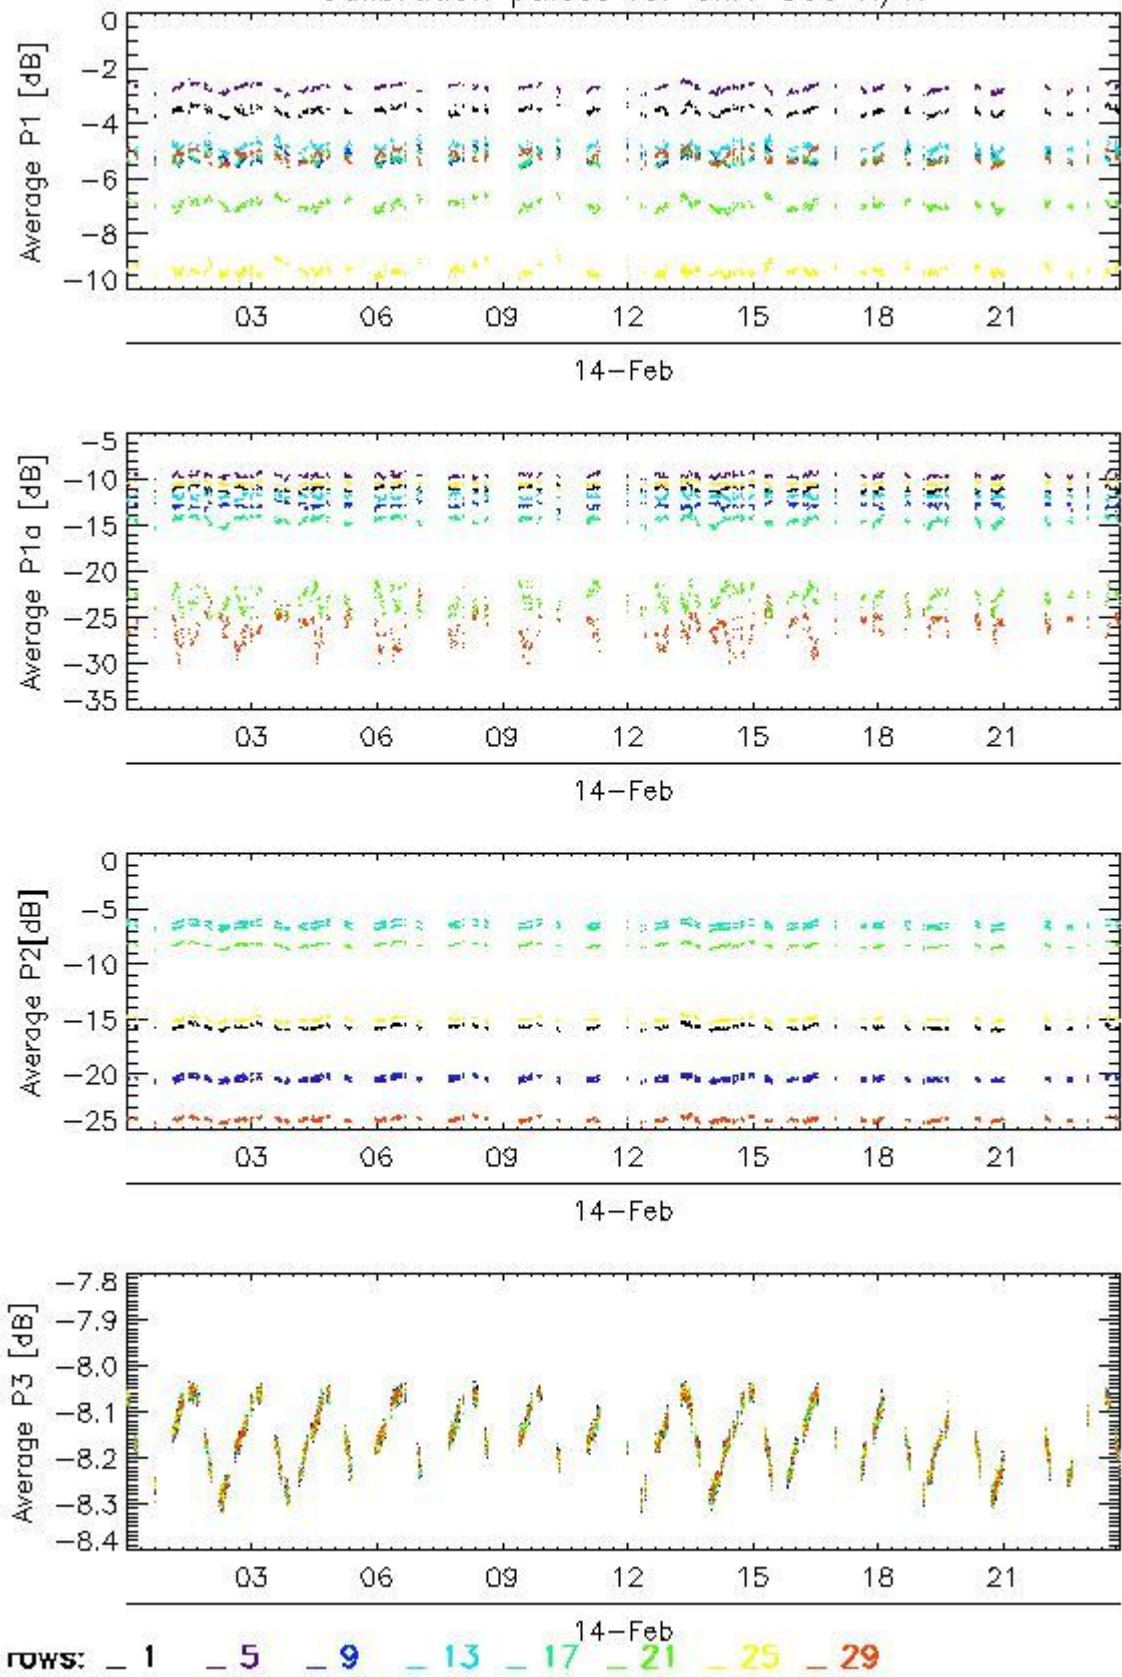 0
-2
-4
-6
-8
-10
Average P1 [dB]
03 06 09 12 15 18 21
14-Feb
-5
-10
-15
-20
-25
-30
-35
Average P1a [dB]
03 06 09 12 15 18 21
14-Feb
0
-5
-10
-15
-20
-25
Average P2[dB]
03 06 09 12 15 18 21
14-Feb
-7.8
-7.9
-8.0
-8.1
-8.2
-8.3
-8.4
Average P3 [dB]
03 06 09 12 15 18 21
14-Feb
rows: _ 1 _ 5 _ 9 _ 13 _ 17 _ 21 _ 25 _ 29